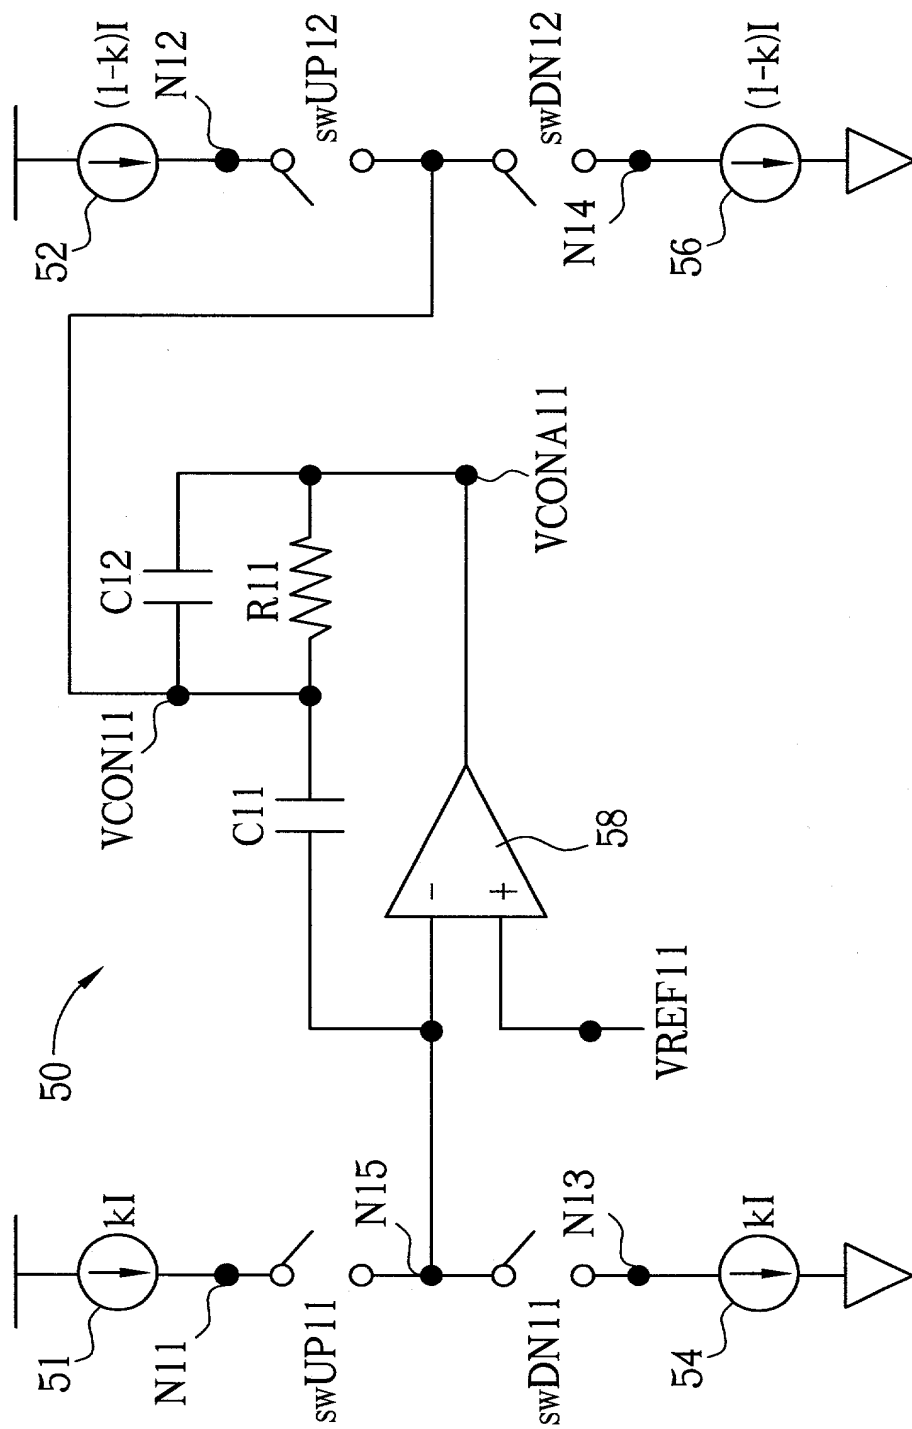 50
51
kI
N11
swUP11
N15
swDN11
N13
54
kI
VREF11
-
+
58
C11
VCON11
C12
R11
VCONA11
52
(1-k)I
N12
swUP12
swDN12
N14
56
(1-k)I